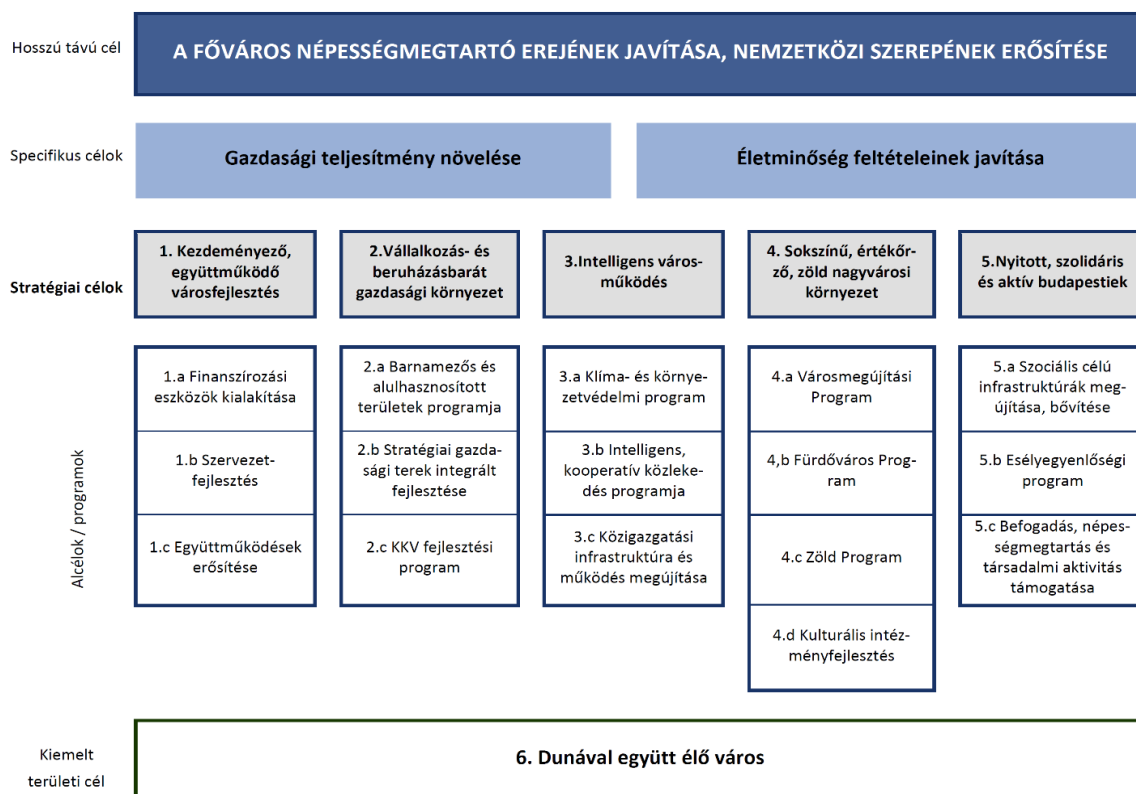 Hosszú távú cél
A FŐVÁROS NÉPESSÉGMEGTARTÓ EREJÉNEK JAVÍTÁSA, NEMZETKÖZI SZEREPÉNEK ERŐSÍTÉSE
Specifikus célok
Gazdasági teljesítmény növelése
Életminőség feltételeinek javítása
Stratégiai célok
1. Kezdeményező,
együttműködő
városfejlesztés
2.Vállalkozás- és
beruházásbarát
gazdasági környezet
3.Intelligens város-
működés
4. Sokszínű, értékőr-
ző, zöld nagyvárosi
környezet
5.Nyitott, szolidáris
és aktív budapestiek
Alcélok / programok
1.a Finanszírozási
eszközök kialakítása
1.b Szervezet-
fejlesztés
1.c Együttműködések
erősítése
2.a Barnamezős és
alulhasznosított
területek programja
2.b Stratégiai gazda-
sági terek integrált
fejlesztése
2.c KKV fejlesztési
program
3.a Klíma- és környe-
zetvédelmi program
3.b Intelligens,
kooperatív közleke-
dés programja
3.c Közigazgatási
infrastruktúra és
működés megújítása
4.a Városmegújítási
Program
4,b Fürdőváros Prog-
ram
4.c Zöld Program
4.d Kulturális intéz-
ményfejlesztés
5.a Szociális célú
infrastruktúrák meg-
újítása, bővítése
5.b Esélyegyenlőségi
program
5.c Befogadás, népes-
ségmegtartás és
társadalmi aktivitás
támogatása
Kiemelt
területi cél
6. Dunával együtt élő város